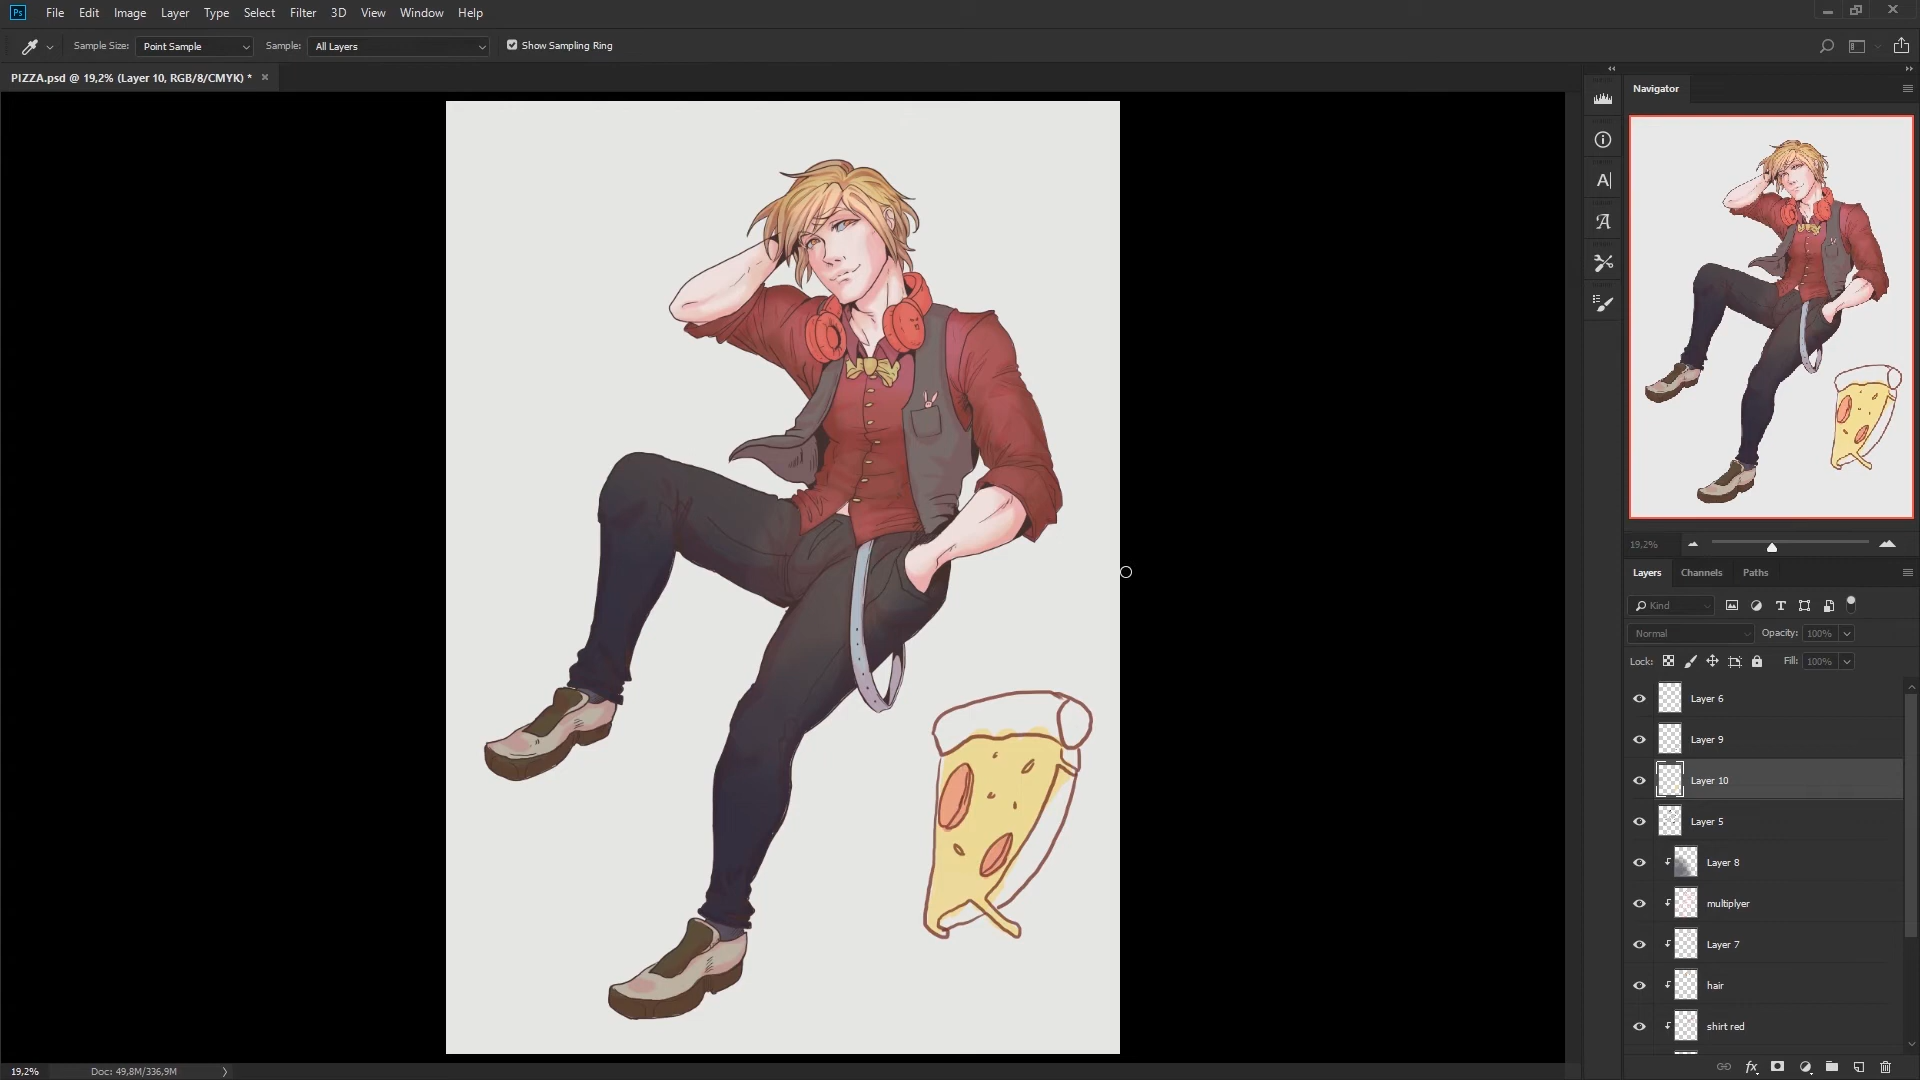 Ps File Edit Image Layer Type Select Filter 3D View Window Help
Sample Size: Point Sample Sample: All Layers Show Sampling Ring
PIZZA.psd @ 19,2% (Layer 10, RGB/8/CMYK) *
Navigator
19,2%
Layers Channels Paths
Kind
Normal Opacity: 100%
Lock: Fill: 100%
Layer 6
Layer 9
Layer 10
Layer 5
Layer 8
multiplyer
Layer 7
hair
shirt red
fx
19,2% Doc: 49,8M/336,9M